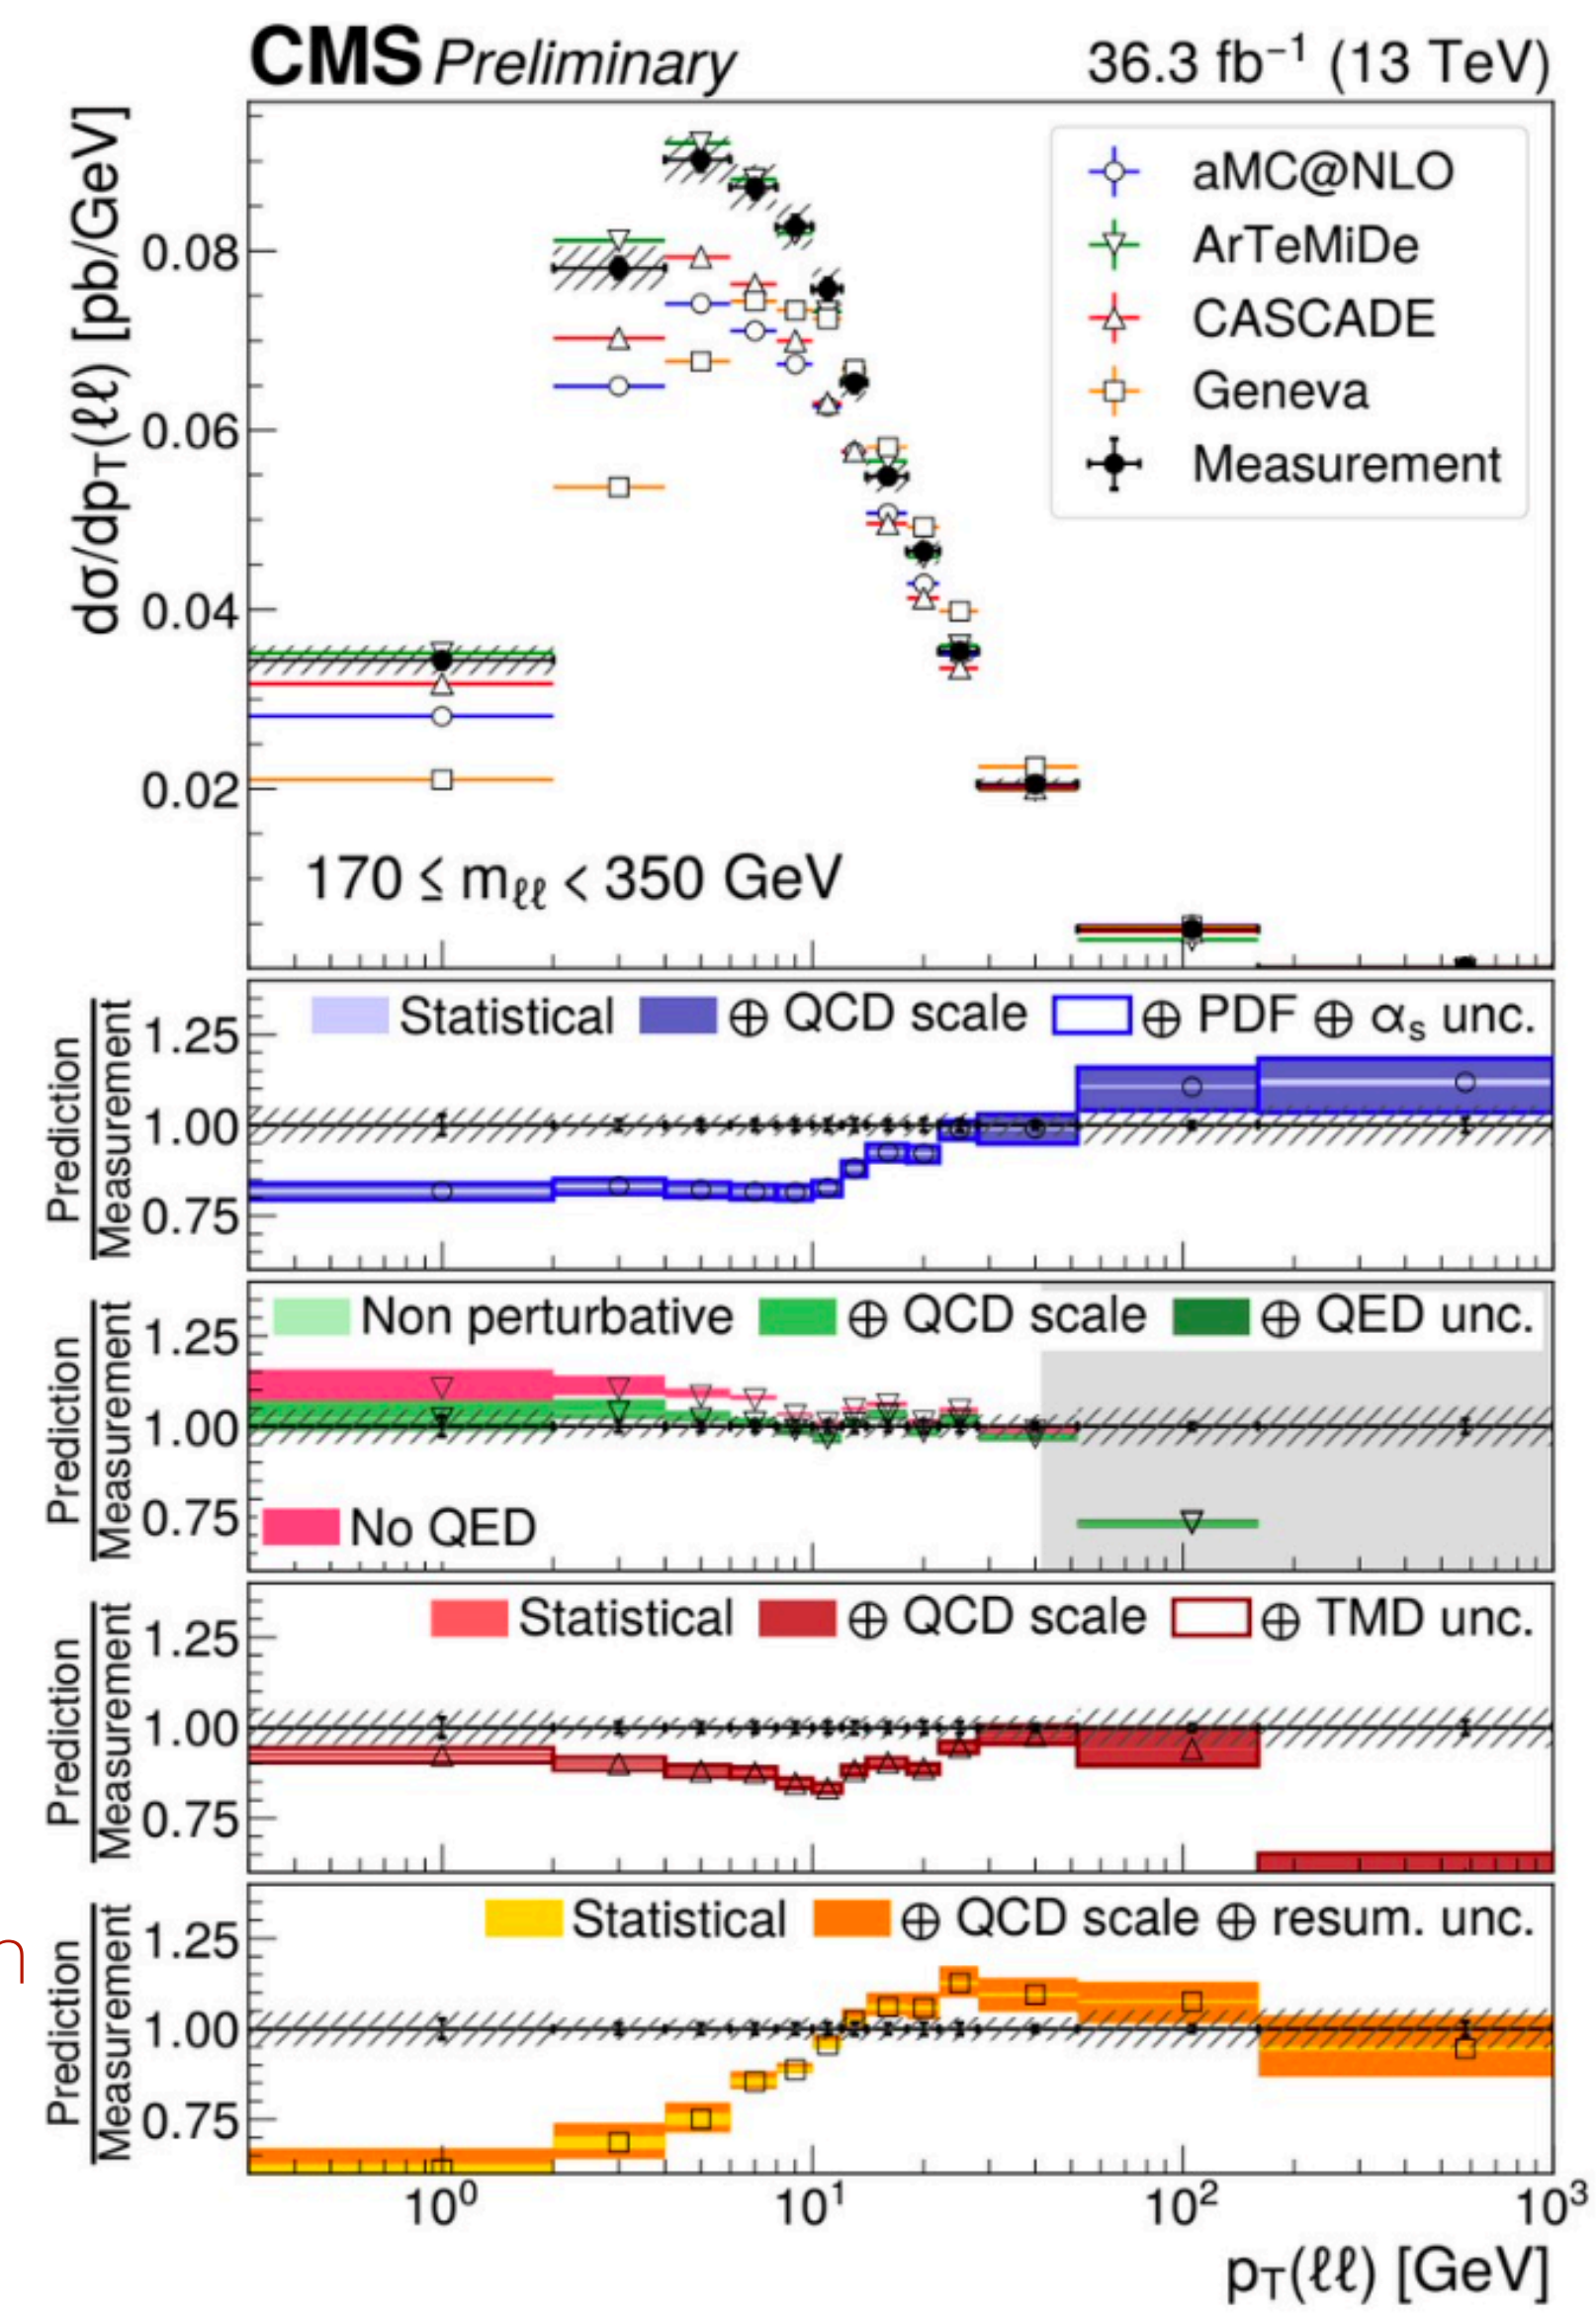 CMS Preliminary 36.3 fb⁻¹ (13 TeV)
dσ/dp_T(ℓℓ) [pb/GeV]
0.08
0.06
0.04
0.02
aMC@NLO
ArTeMiDe
CASCADE
Geneva
Measurement
170 ≤ m_ℓℓ < 350 GeV
Prediction
Measurement
1.25
1.00
0.75
Statistical ⊕ QCD scale ⊕ PDF ⊕ α_s unc.
Prediction
Measurement
1.25
1.00
0.75
Non perturbative ⊕ QCD scale ⊕ QED unc.
No QED
Prediction
Measurement
1.25
1.00
0.75
Statistical ⊕ QCD scale ⊕ TMD unc.
n
Prediction
Measurement
1.25
1.00
0.75
Statistical ⊕ QCD scale ⊕ resum. unc.
10⁰ 10¹ 10² 10³
p_T(ℓℓ) [GeV]